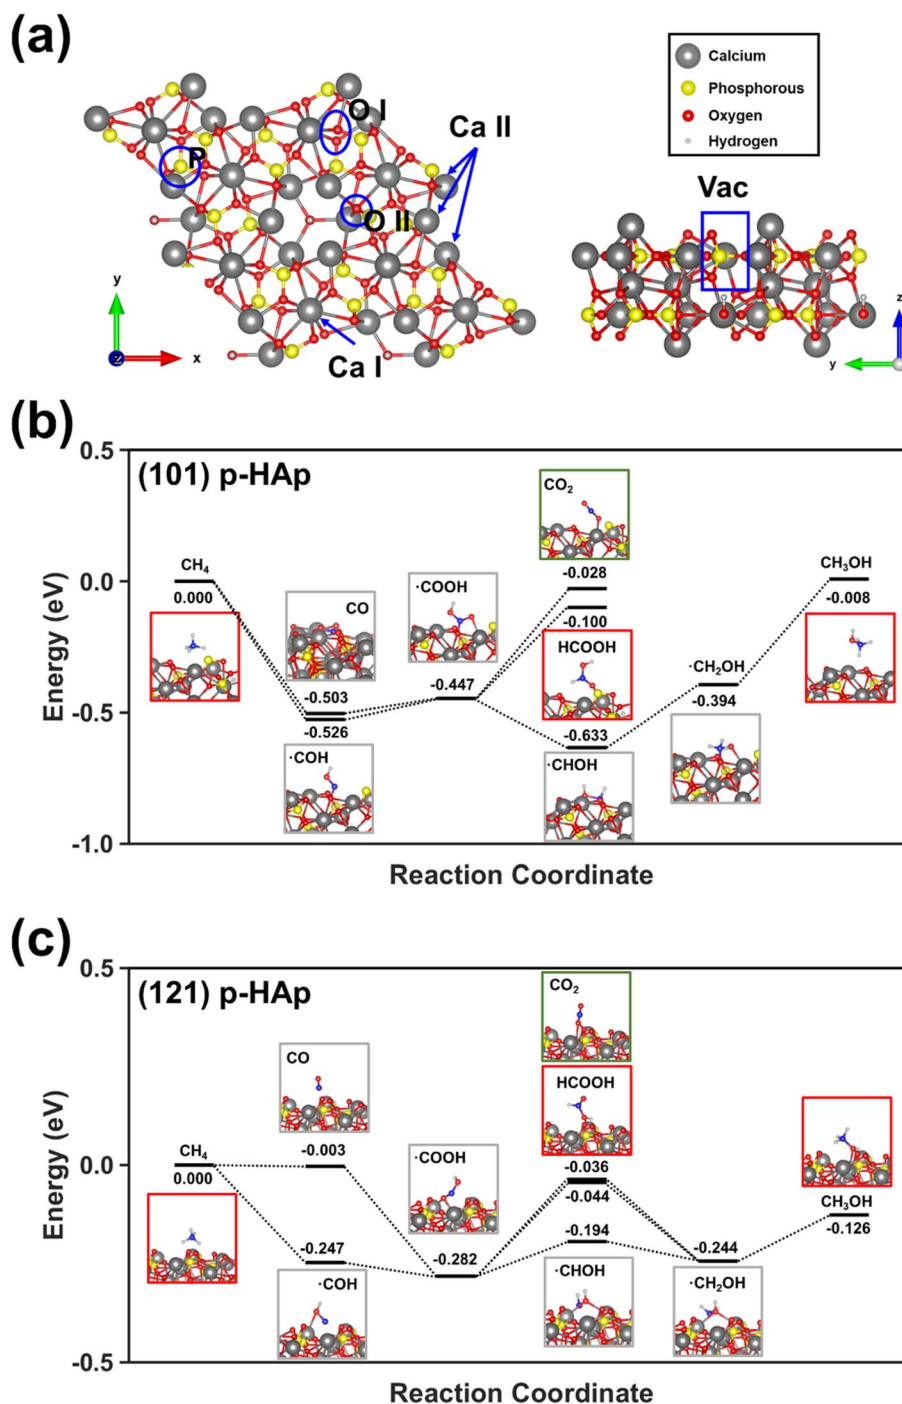 (a)
Calcium
Phosphorous
Oxygen
Hydrogen
O I
Ca II
P
O II
Vac
y
z
x
Ca I
z
y
(b)
(101) p-HAp
0.5
0.0
-0.5
-1.0
Energy (eV)
CH4
0.000
CO
-0.503
-0.526
·COH
·COOH
-0.447
CO2
-0.028
-0.100
HCOOH
-0.633
·CHOH
·CH2OH
-0.394
CH3OH
-0.008
Reaction Coordinate
(c)
(121) p-HAp
0.5
0.0
-0.5
Energy (eV)
CH4
0.000
CO
-0.003
-0.247
·COH
·COOH
-0.282
CO2
HCOOH
-0.036
-0.044
-0.194
·CHOH
-0.244
·CH2OH
CH3OH
-0.126
Reaction Coordinate